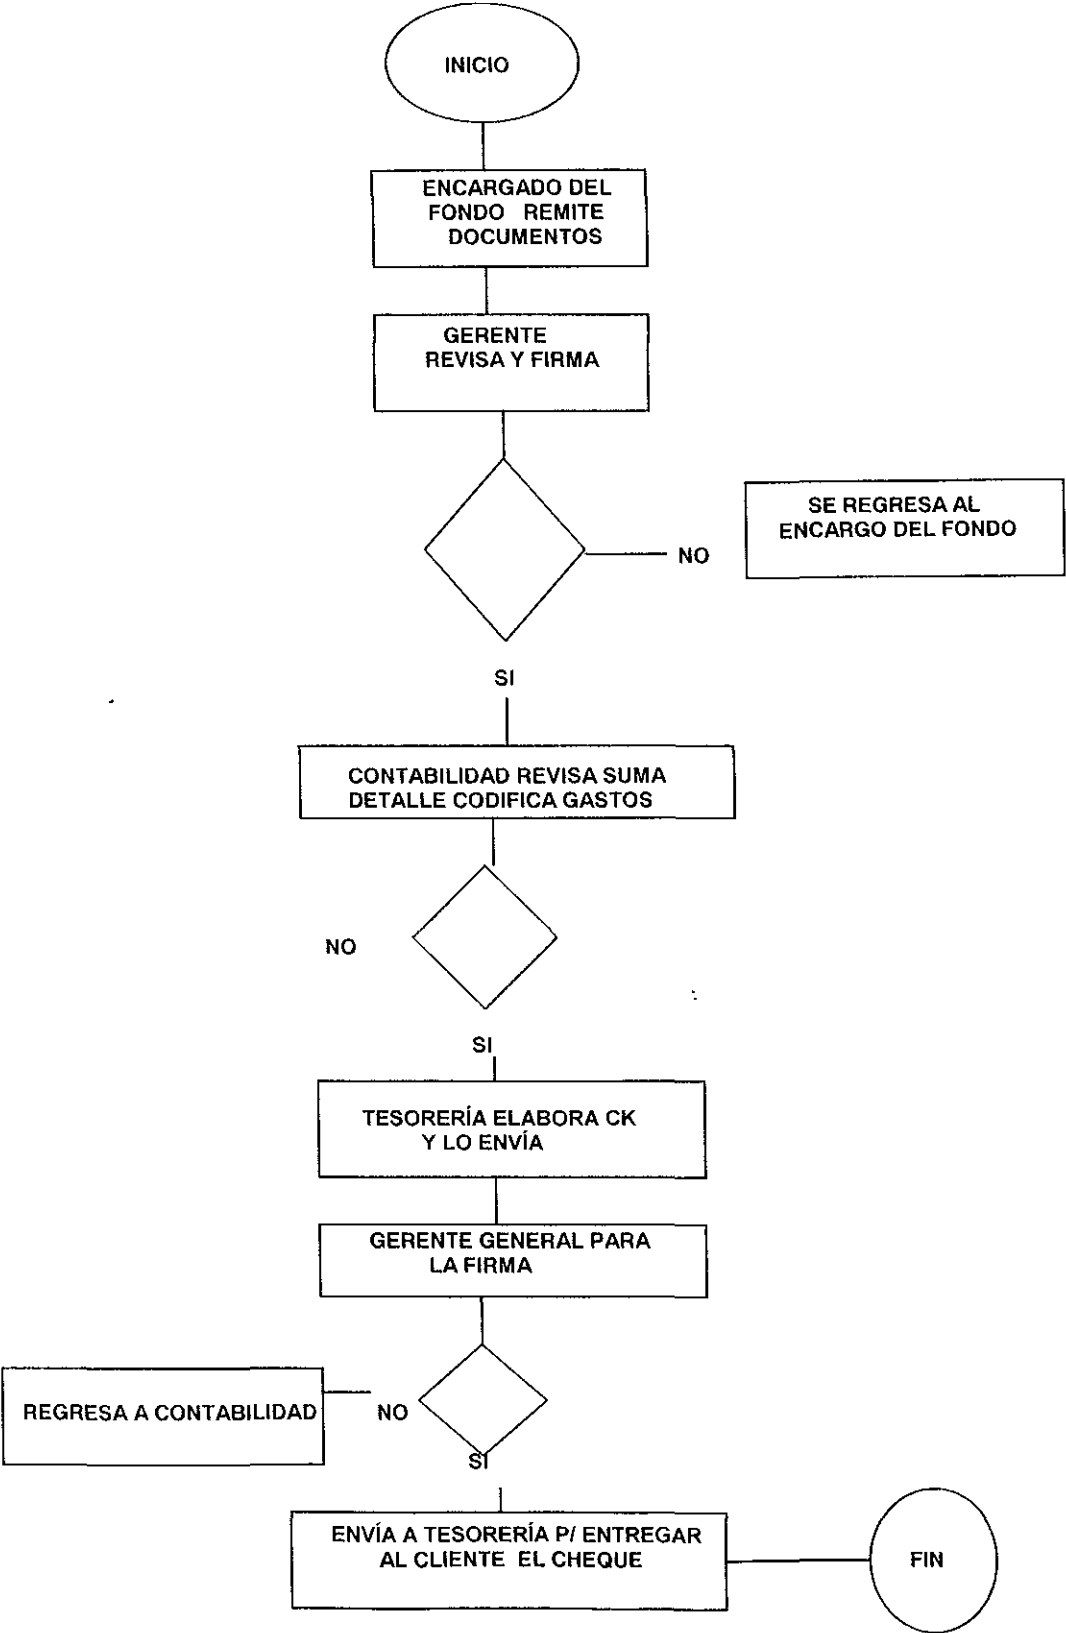 INICIO
ENCARGADO DEL
FONDO REMITE
DOCUMENTOS
GERENTE
REVISA Y FIRMA
SE REGRESA AL
ENCARGO DEL FONDO
NO
SI
CONTABILIDAD REVISA SUMA
DETALLE CODIFICA GASTOS
NO
SI
TESORERÍA ELABORA CK
Y LO ENVÍA
GERENTE GENERAL PARA
LA FIRMA
REGRESA A CONTABILIDAD
NO
SI
ENVÍA A TESORERÍA P/ ENTREGAR
AL CLIENTE EL CHEQUE
FIN